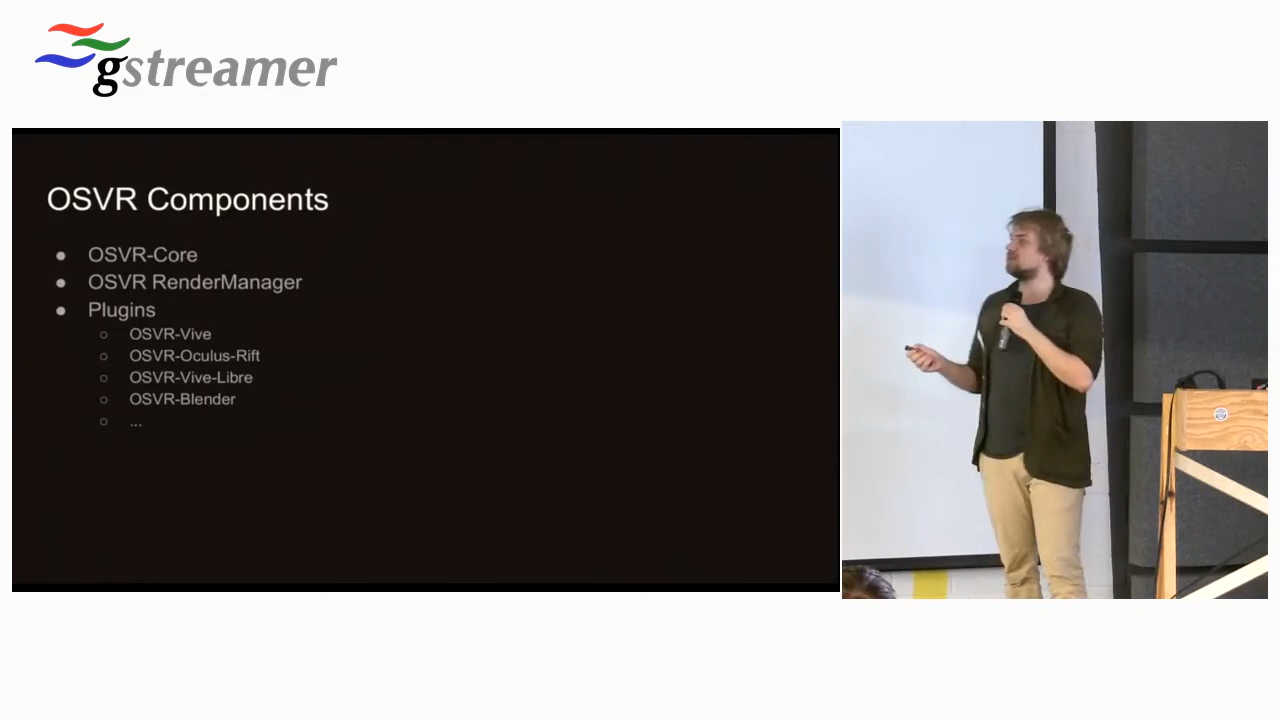 gstreamer
OSVR Components
● OSVR-Core
● OSVR RenderManager
● Plugins
○ OSVR-Vive
○ OSVR-Oculus-Rift
○ OSVR-Vive-Libre
○ OSVR-Blender
○ ...